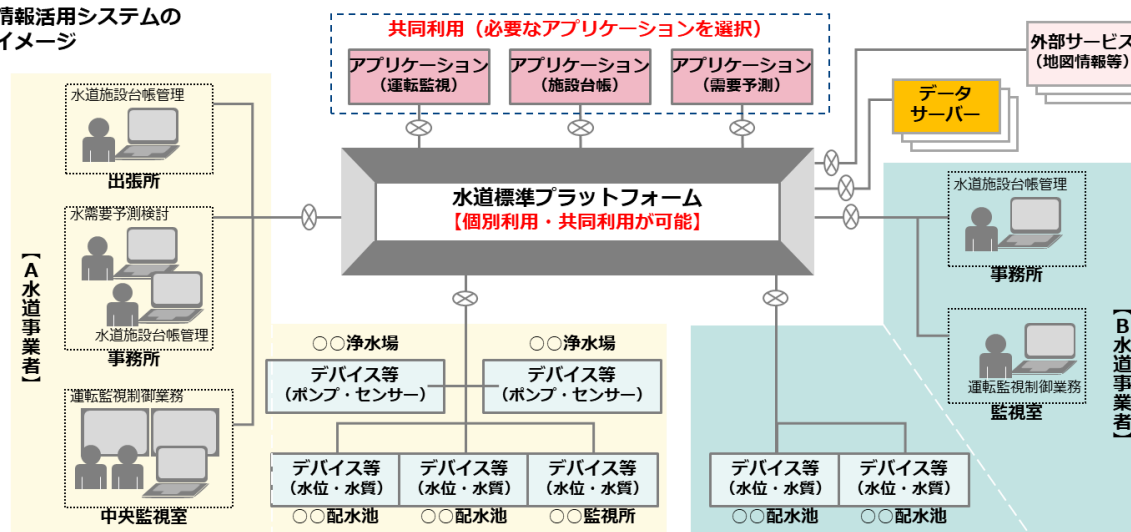 情報活用システムの
イメージ
共同利用（必要なアプリケーションを選択）
アプリケーション
（運転監視）
アプリケーション
（施設台帳）
アプリケーション
（需要予測）
外部サービス
（地図情報等）
データ
サーバー
水道標準プラットフォーム
【個別利用・共同利用が可能】
【A水道事業者】
水道施設台帳管理
出張所
水需要予測検討
水道施設台帳管理
事務所
運転監視制御業務
中央監視室
○○浄水場
デバイス等
（ポンプ・センサー）
○○浄水場
デバイス等
（ポンプ・センサー）
デバイス等
（水位・水質）
○○配水池
デバイス等
（水位・水質）
○○配水池
デバイス等
（水位・水質）
○○監視所
デバイス等
（水位・水質）
○○配水池
デバイス等
（水位・水質）
○○配水池
水道施設台帳管理
事務所
運転監視制御業務
監視室
【B水道事業者】